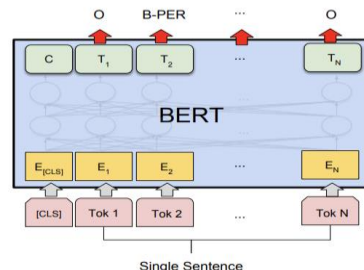 O B-PER ... O
C T1 T2 ... TN
BERT
E[CLS] E1 E2 ... EN
[CLS] Tok 1 Tok 2 ... Tok N
Single Sentence